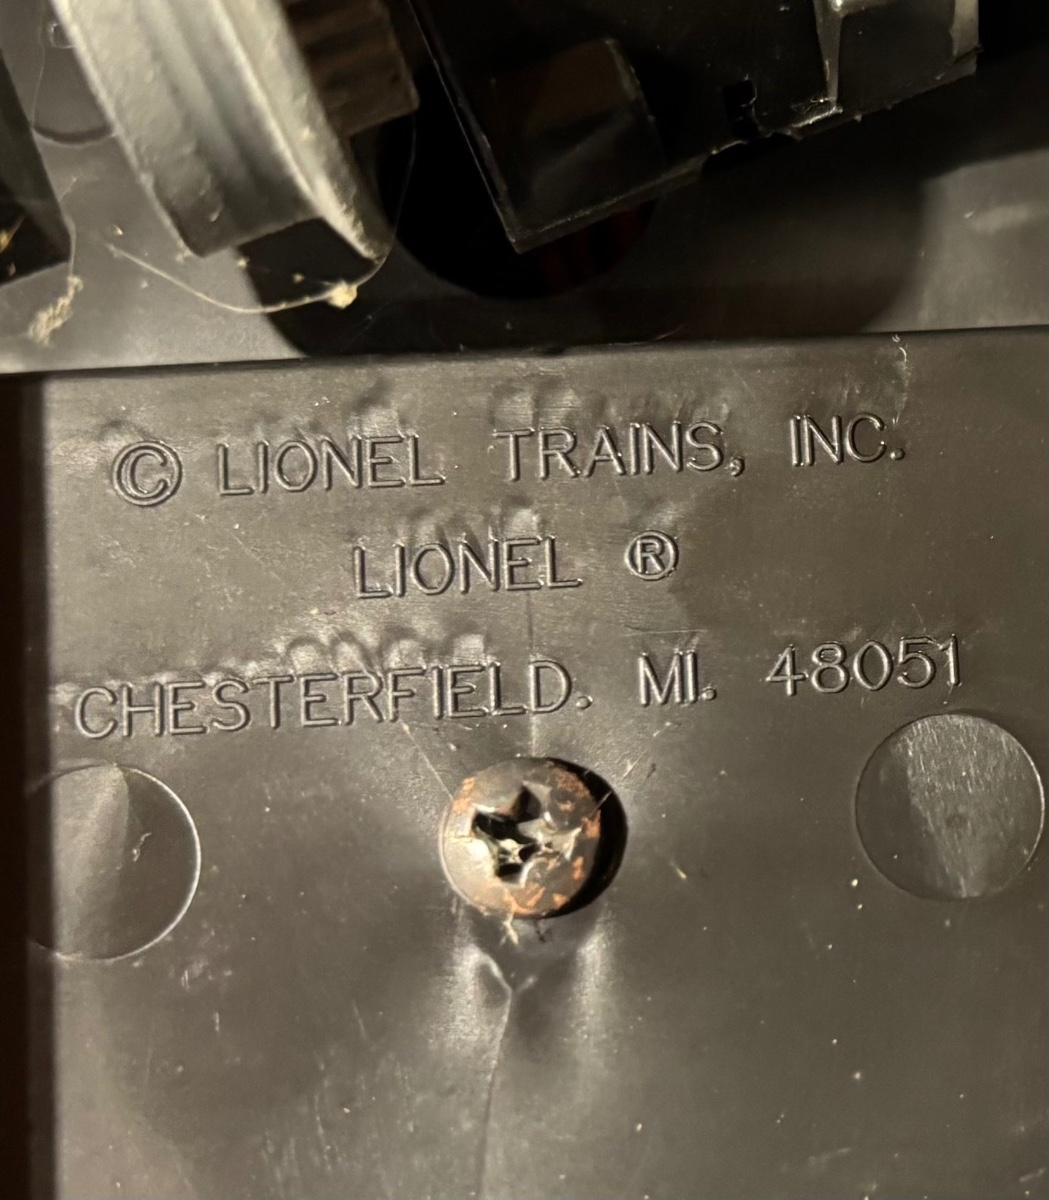 © LIONEL TRAINS, INC.
LIONEL ®
CHESTERFIELD. MI. 48051